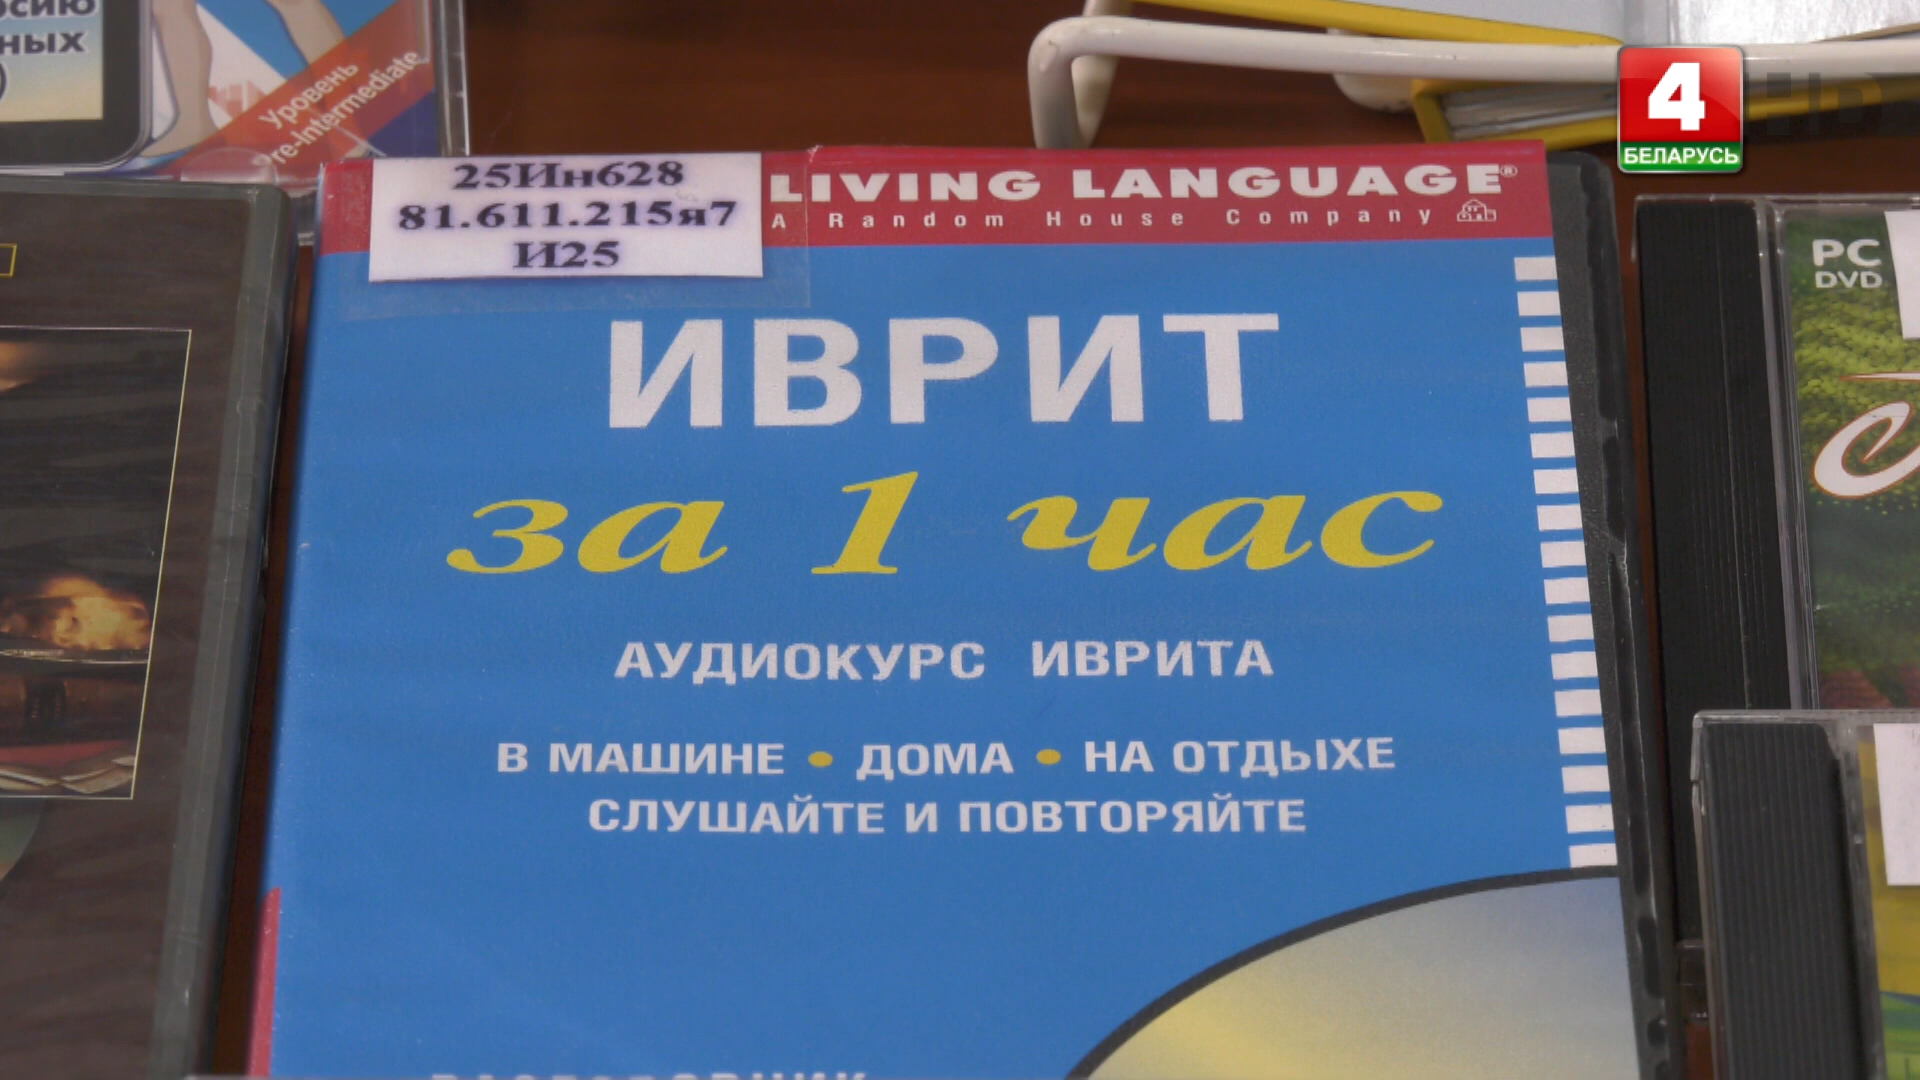 ных
Уровень
Pre-Intermediate
4
БЕЛАРУСЬ
25Ин628
81.611.215я7
И25
LIVING LANGUAGE®
A Random House Company
ИВРИТ
за 1 час
АУДИОКУРС ИВРИТА
В МАШИНЕ • ДОМА • НА ОТДЫХЕ
СЛУШАЙТЕ И ПОВТОРЯЙТЕ
PC
DVD